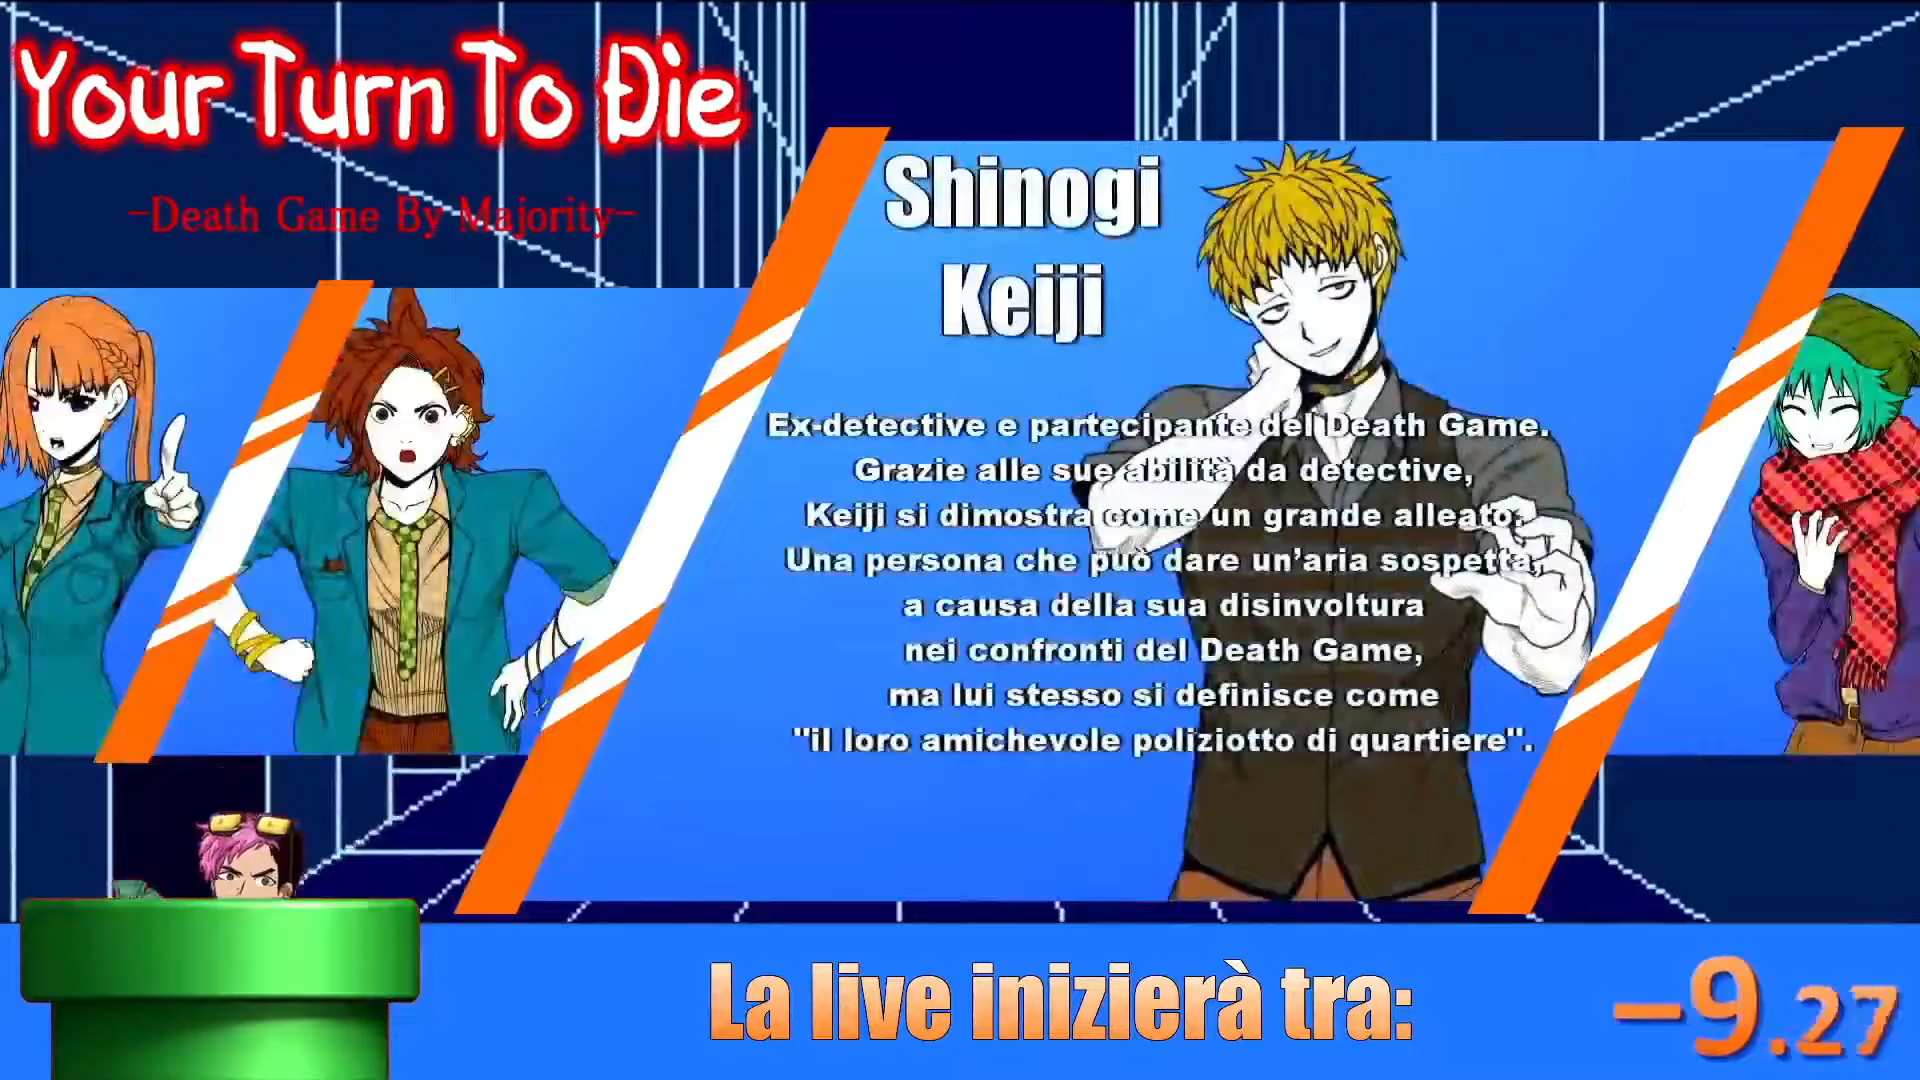 Your Turn To Die
-Death Game By Majority-
Shinogi
Keiji
Ex-detective e partecipante del Death Game.
Grazie alle sue abilità da detective,
Keiji si dimostra come un grande alleato.
Una persona che può dare un’aria sospetta,
a causa della sua disinvoltura
nei confronti del Death Game,
ma lui stesso si definisce come
"il loro amichevole poliziotto di quartiere".
La live inizierà tra:
-9.27